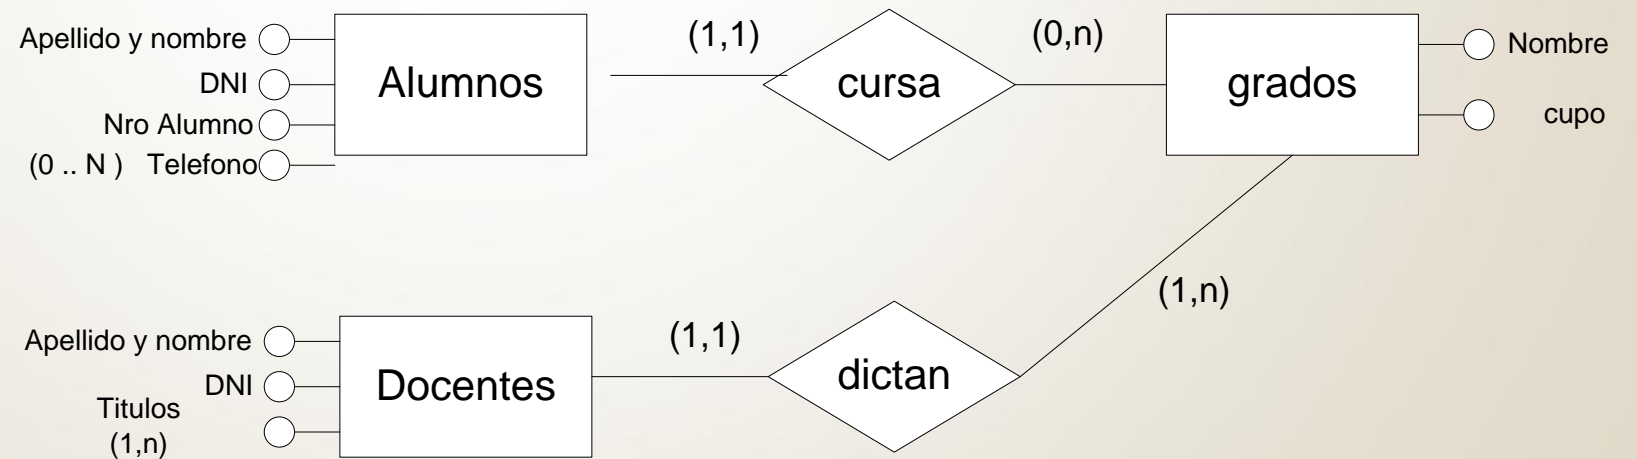 Apellido y nombre
DNI
Nro Alumno
(0 .. N ) Telefono
Alumnos
(1,1)
cursa
(0,n)
grados
Nombre
cupo
Apellido y nombre
DNI
Titulos
(1,n)
Docentes
(1,1)
dictan
(1,n)